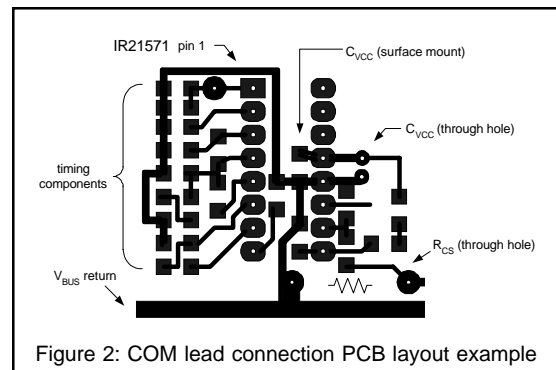 IR21571 pin 1
C_VCC (surface mount)
C_VCC (through hole)
timing
components
R_CS (through hole)
V_BUS return
Figure 2: COM lead connection PCB layout example